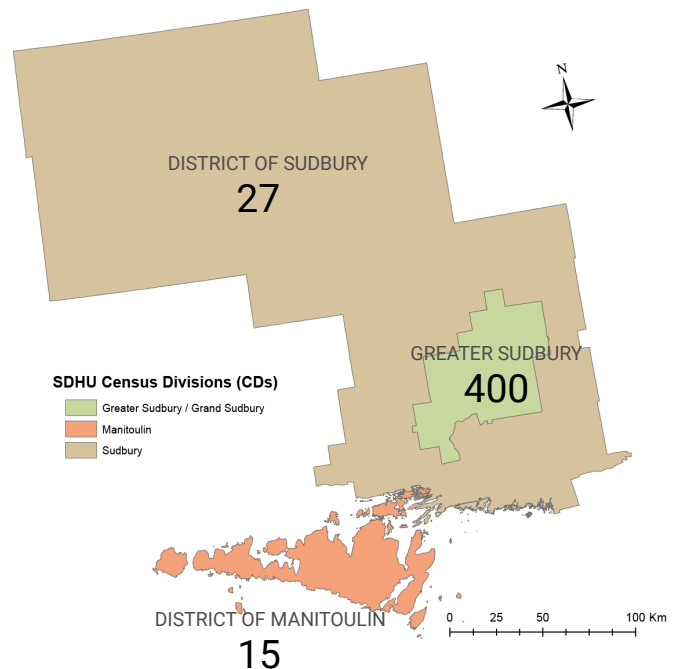 N
DISTRICT OF SUDBURY
27
GREATER SUDBURY
400
SDHU Census Divisions (CDs)
Greater Sudbury / Grand Sudbury
Manitoulin
Sudbury
DISTRICT OF MANITOULIN
15
0 25 50 100 Km